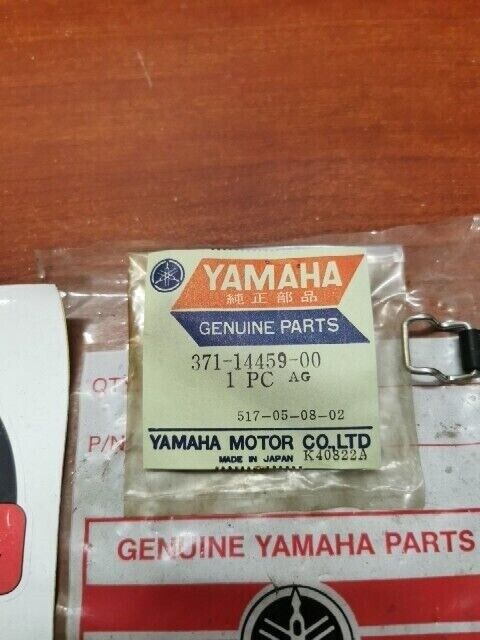 YAMAHA
純正部品
GENUINE PARTS
371-14459-00
1 PC AG
517-05-08-02
YAMAHA MOTOR CO.,LTD
MADE IN JAPAN K40822A
QTY
P/N
GENUINE YAMAHA PARTS